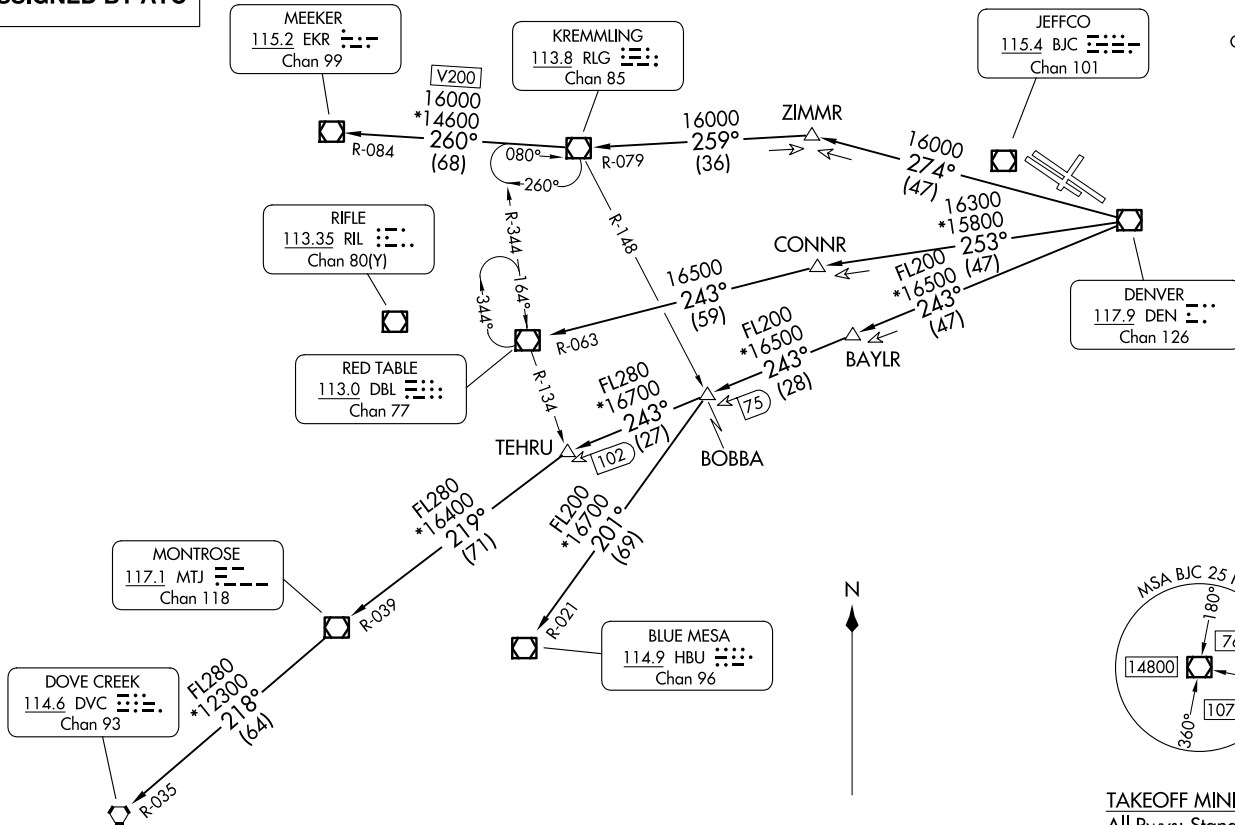 ASSIGNED BY ATC
MEEKER
115.2 EKR
Chan 99
KREMMLING
113.8 RLG
Chan 85
JEFFCO
115.4 BJC
Chan 101
V200
16000
*14600
260°
(68)
R-084
080°
260°
R-079
16000
259°
(36)
ZIMMR
16000
274°
(47)
R-344
R-148
RIFLE
113.35 RIL
Chan 80(Y)
CONNR
16300
*15800
253°
(47)
FL200
*16500
243°
(47)
DENVER
117.9 DEN
Chan 126
16500
243°
(59)
R-063
164°
344°
RED TABLE
113.0 DBL
Chan 77
R-134
BAYLR
FL200
*16500
243°
(28)
75
BOBBA
FL280
*16700
243°
(27)
102
TEHRU
FL280
*16400
219°
(71)
FL200
*16700
201°
(69)
MONTROSE
117.1 MTJ
Chan 118
R-039
R-021
BLUE MESA
114.9 HBU
Chan 96
N
DOVE CREEK
114.6 DVC
Chan 93
FL280
*12300
218°
(64)
R-035
MSA BJC 25
180°
14800
76
107
360°
TAKEOFF MINI
All Rwys: Stand